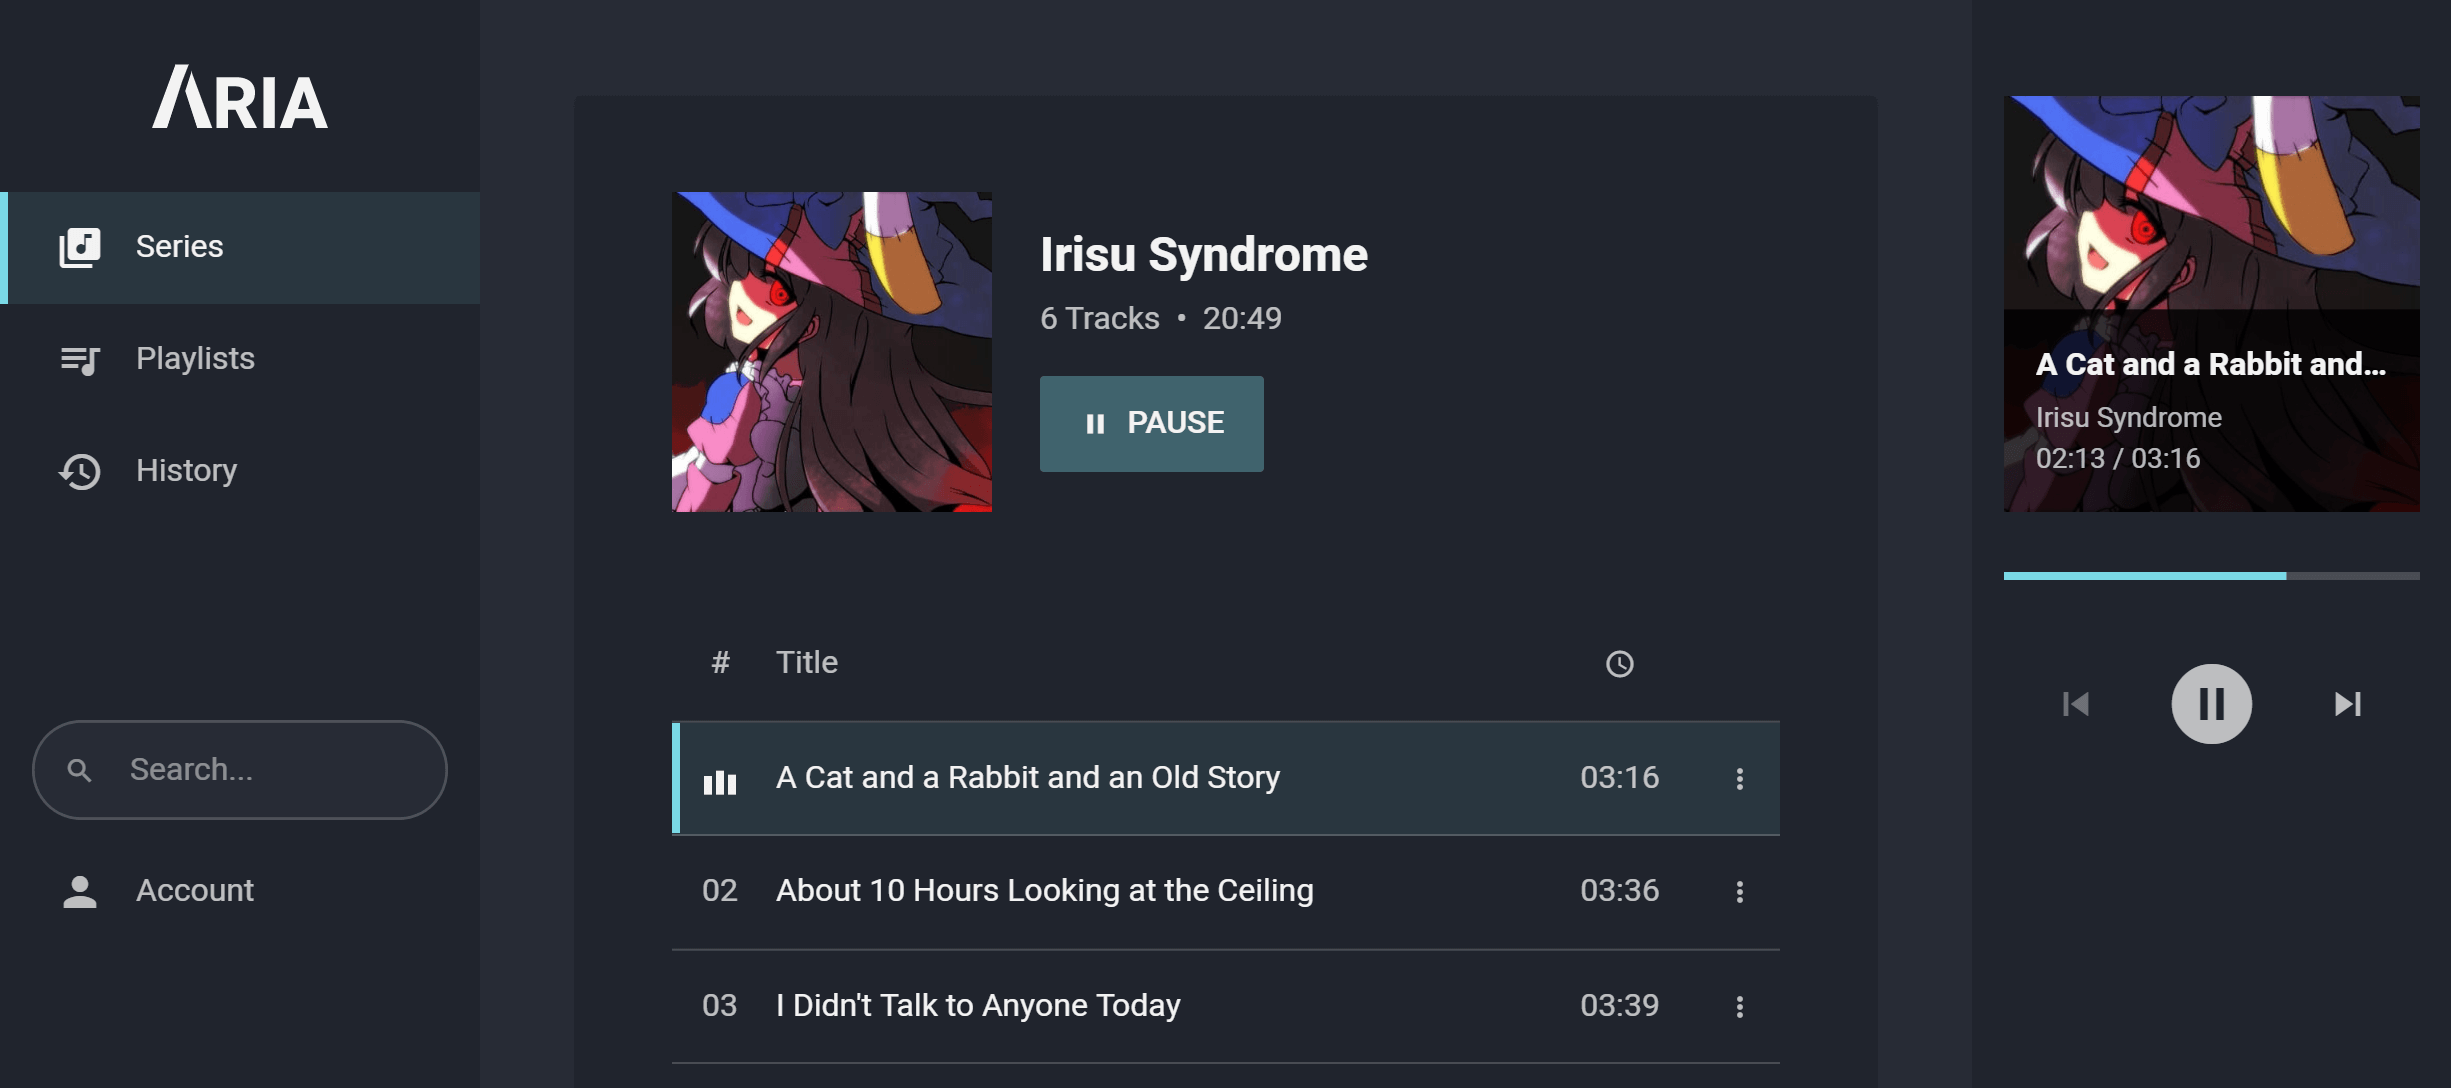 ARIA
Series
Playlists
History
Search...
Account
Irisu Syndrome
6 Tracks • 20:49
PAUSE
# Title
A Cat and a Rabbit and an Old Story 03:16
02 About 10 Hours Looking at the Ceiling 03:36
03 I Didn't Talk to Anyone Today 03:39
A Cat and a Rabbit and...
Irisu Syndrome
02:13 / 03:16